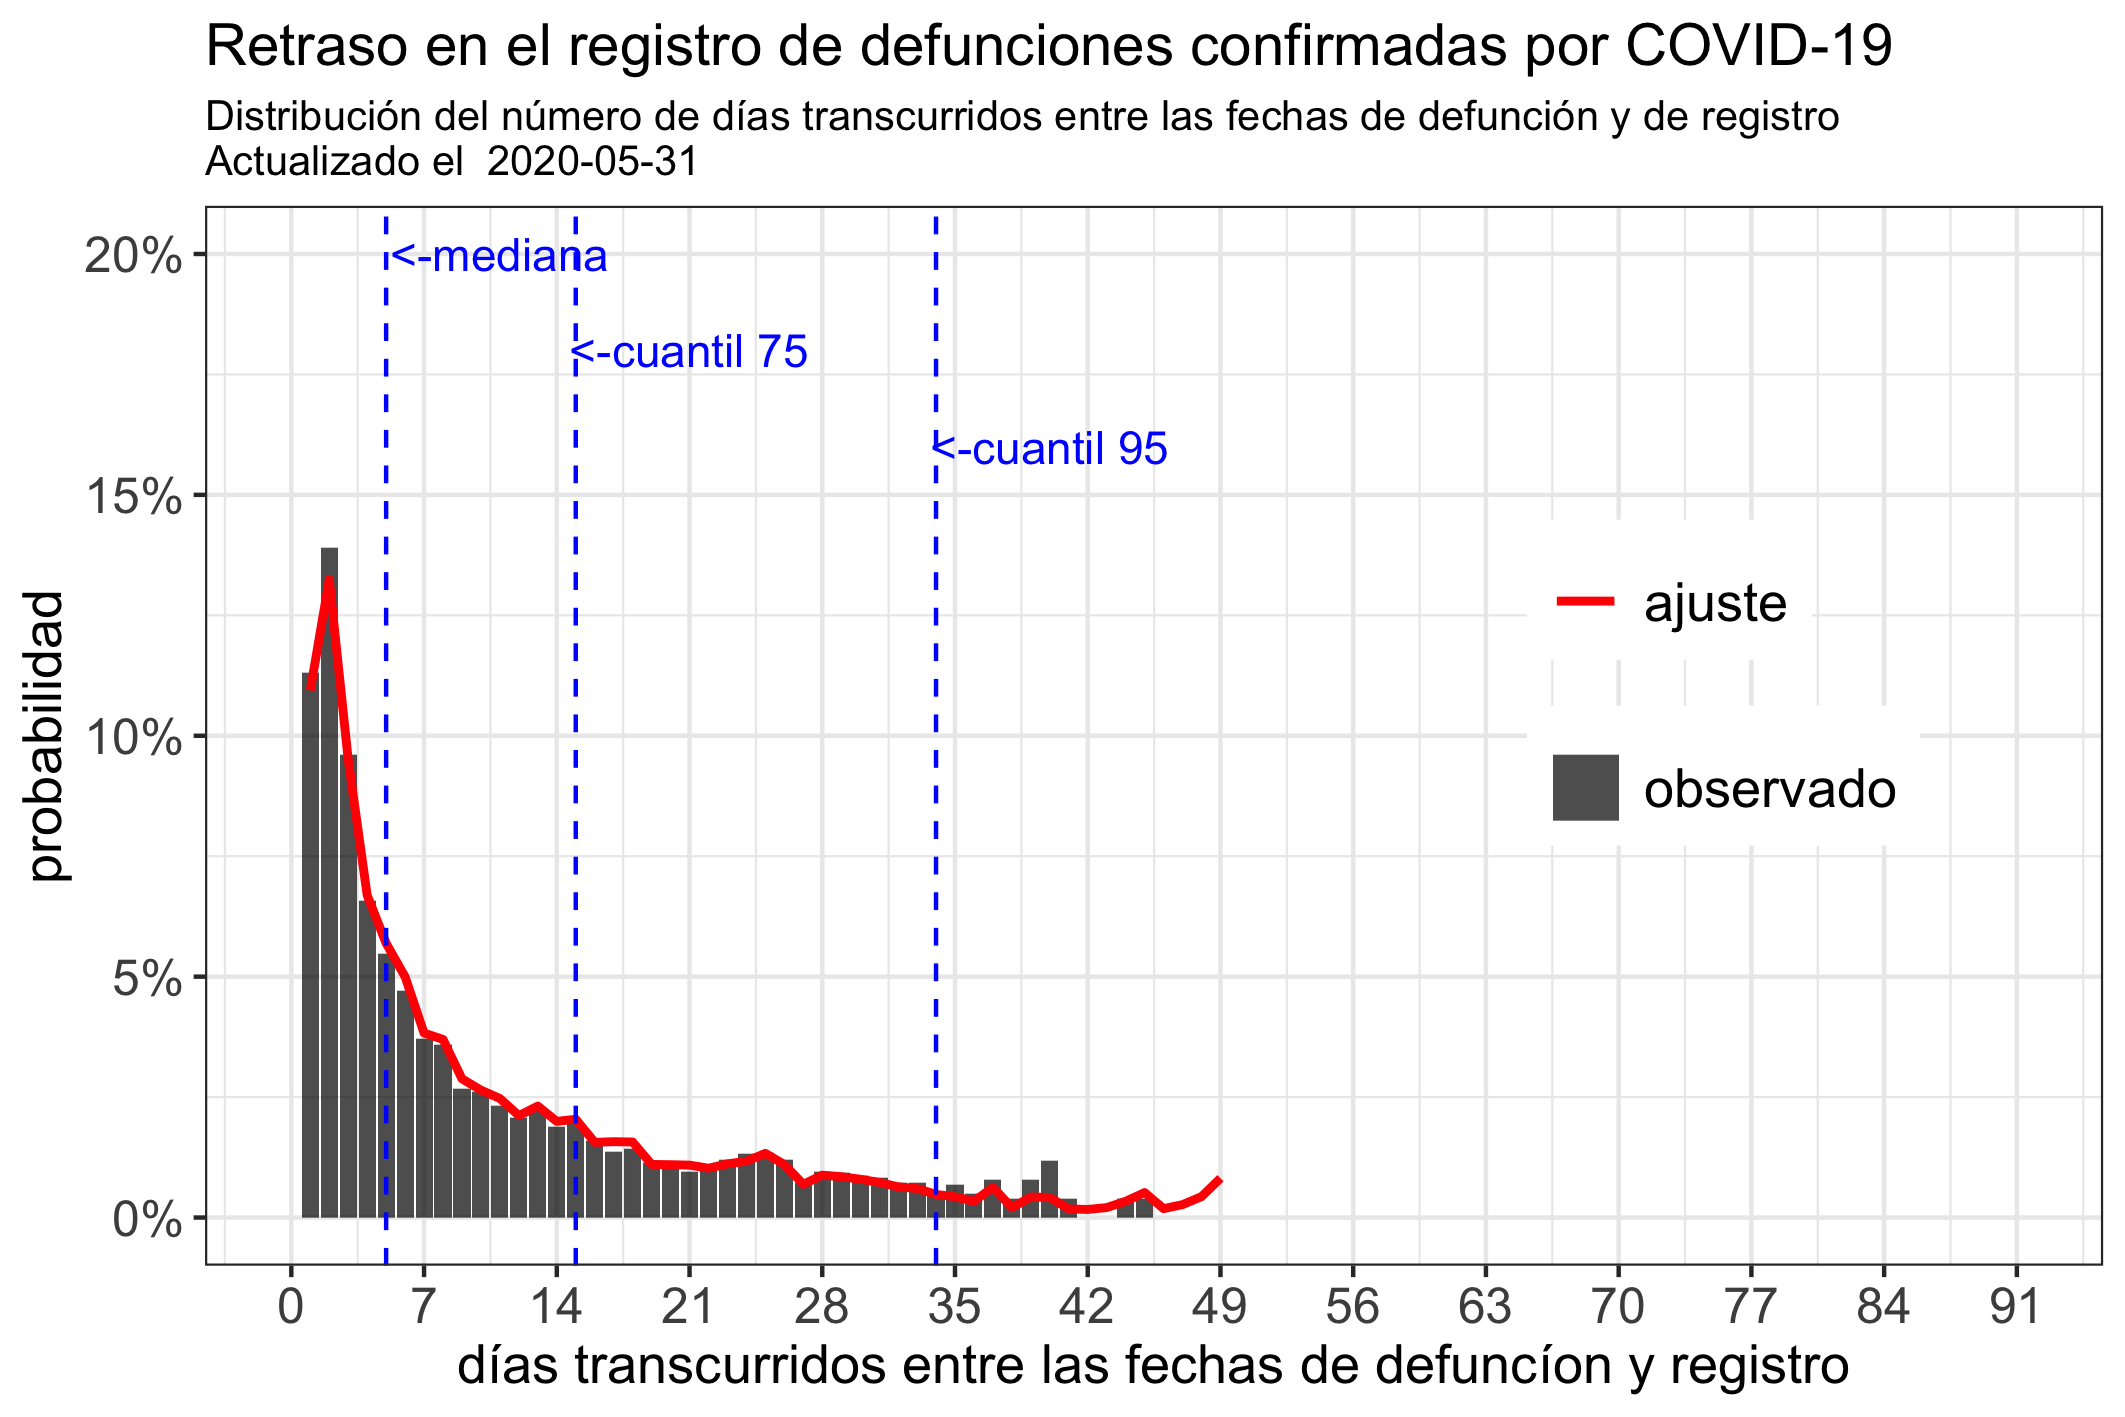 Retraso en el registro de defunciones confirmadas por COVID-19
Distribución del número de días transcurridos entre las fechas de defunción y de registro
Actualizado el  2020-05-31
20%
15%
10%
5%
0%
probabilidad
<-mediana
<-cuantil 75
<-cuantil 95
ajuste
observado
0 7 14 21 28 35 42 49 56 63 70 77 84 91
días transcurridos entre las fechas de defuncíon y registro